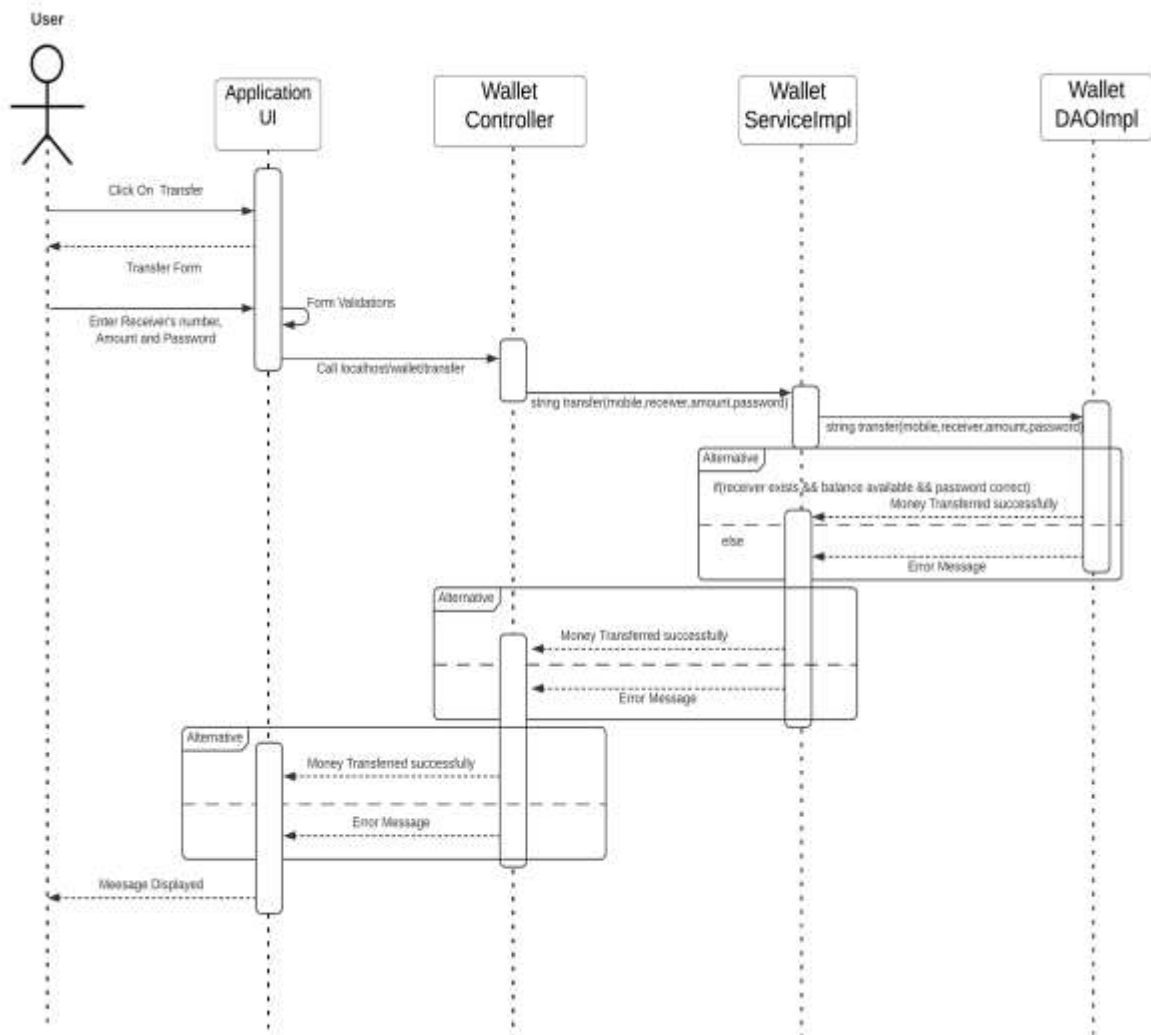 User
Application
UI
Wallet
Controller
Wallet
ServiceImpl
Wallet
DAOImpl
Click On Transfer
Transfer Form
Form Validations
Enter Receiver's number,
Amount and Password
Call localhost/wallet/transfer
string transfer(mobile,receiver,amount,password)
string transfer(mobile,receiver,amount,password)
Alternative
if(receiver exists && balance available && password correct)
Money Transferred successfully
else
Error Message
Alternative
Money Transferred successfully
Error Message
Alternative
Money Transferred successfully
Error Message
Meesage Displayed